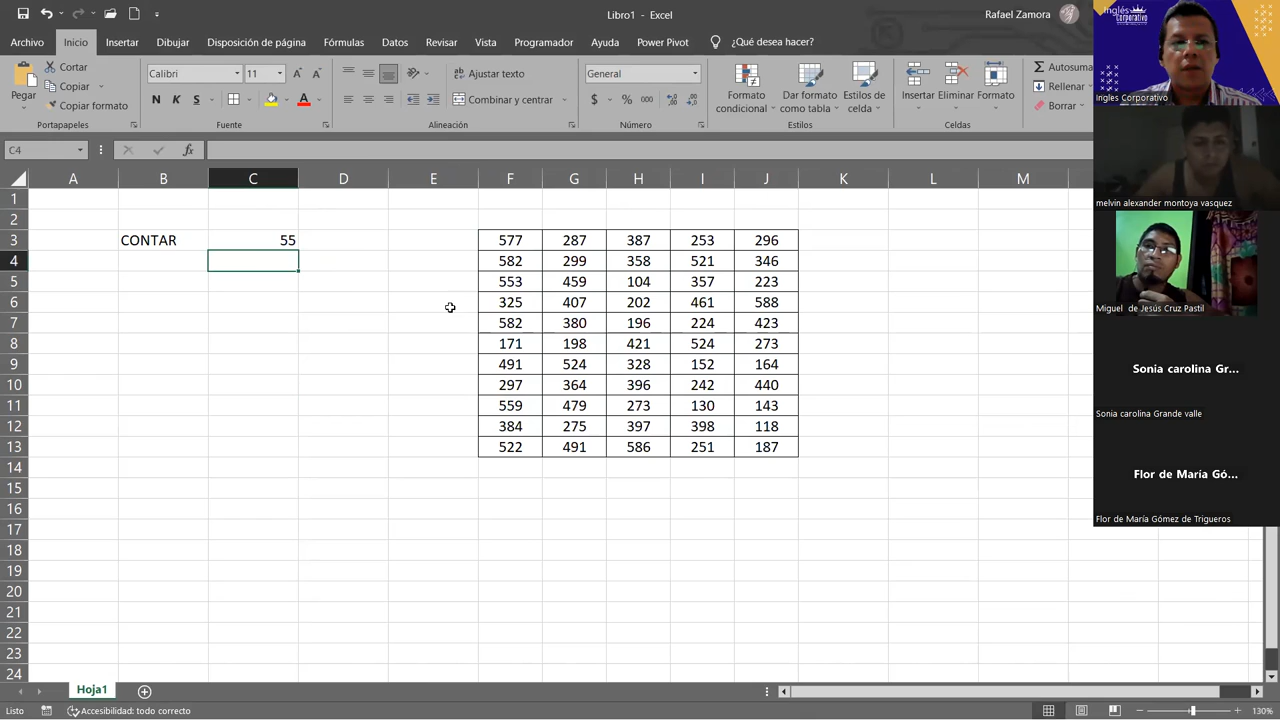 Libro1 - Excel
Rafael Zamora
Archivo Inicio Insertar Dibujar Disposición de página Fórmulas Datos Revisar Vista Programador Ayuda Power Pivot ¿Qué desea hacer?
Pegar
Cortar
Copiar
Copiar formato
Portapapeles
Calibri 11
N K S
Fuente
Ajustar texto
Combinar y centrar
Alineación
General
$ % 000
Número
Formato condicional
Dar formato como tabla
Estilos de celda
Estilos
Insertar Eliminar Formato
Celdas
Autosuma
Rellenar
Borrar
C4
fx
A B C D E F G H I J K L M
1
2
3 CONTAR 55 577 287 387 253 296
4 582 299 358 521 346
5 553 459 104 357 223
6 325 407 202 461 588
7 582 380 196 224 423
8 171 198 421 524 273
9 491 524 328 152 164
10 297 364 396 242 440
11 559 479 273 130 143
12 384 275 397 398 118
13 522 491 586 251 187
14
15
16
17
18
19
20
21
22
23
24
Hoja1
Listo
Accesibilidad: todo correcto
130%
Inglés
Corporativo
Ingles Corporativo
melvin alexander montoya vasquez
Miguel de Jesús Cruz Pastil
Sonia carolina Gr...
Sonia carolina Grande valle
Flor de María Gó...
Flor de María Gómez de Trigueros